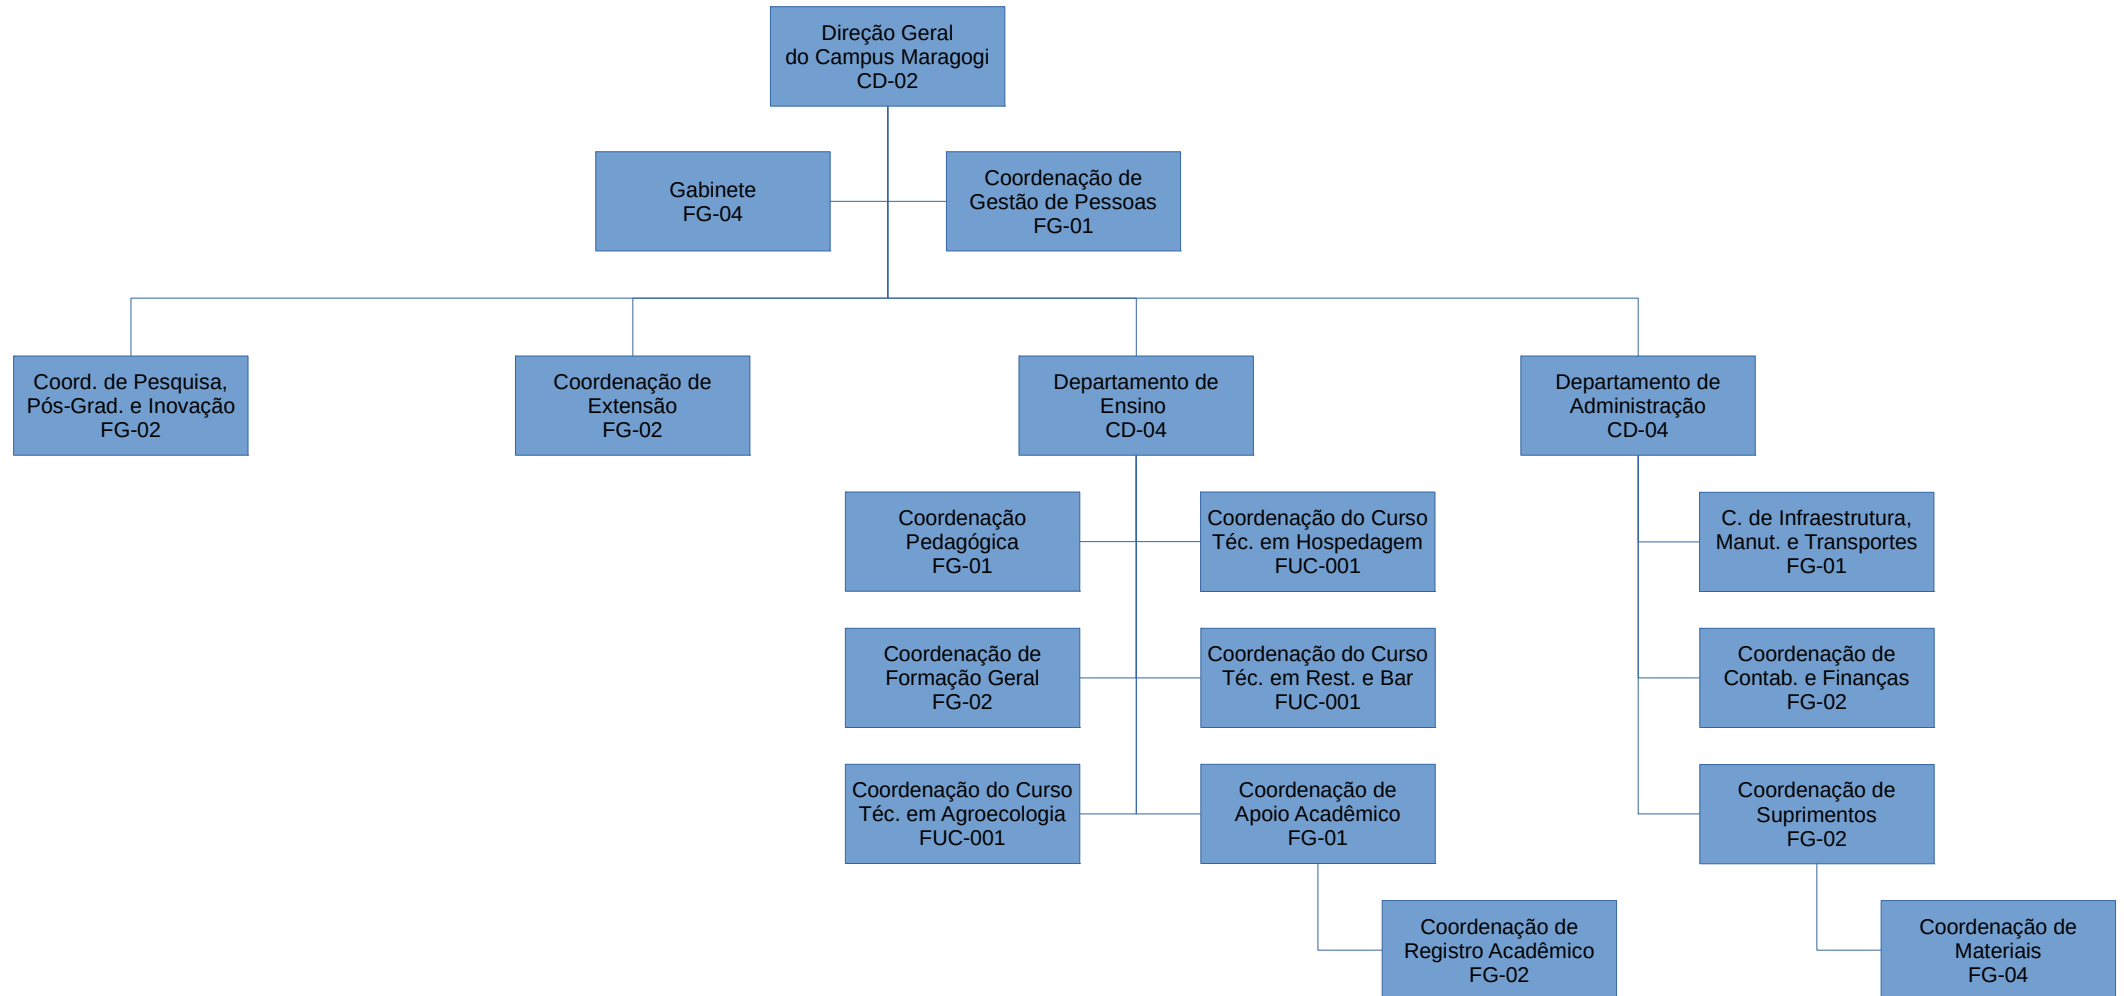 Direção Geral
do Campus Maragogi
CD-02
Gabinete
FG-04
Coordenação de
Gestão de Pessoas
FG-01
Coord. de Pesquisa,
Pós-Grad. e Inovação
FG-02
Coordenação de
Extensão
FG-02
Departamento de
Ensino
CD-04
Departamento de
Administração
CD-04
Coordenação
Pedagógica
FG-01
Coordenação do Curso
Téc. em Hospedagem
FUC-001
C. de Infraestrutura,
Manut. e Transportes
FG-01
Coordenação de
Formação Geral
FG-02
Coordenação do Curso
Téc. em Rest. e Bar
FUC-001
Coordenação de
Contab. e Finanças
FG-02
Coordenação do Curso
Téc. em Agroecologia
FUC-001
Coordenação de
Apoio Acadêmico
FG-01
Coordenação de
Suprimentos
FG-02
Coordenação de
Registro Acadêmico
FG-02
Coordenação de
Materiais
FG-04